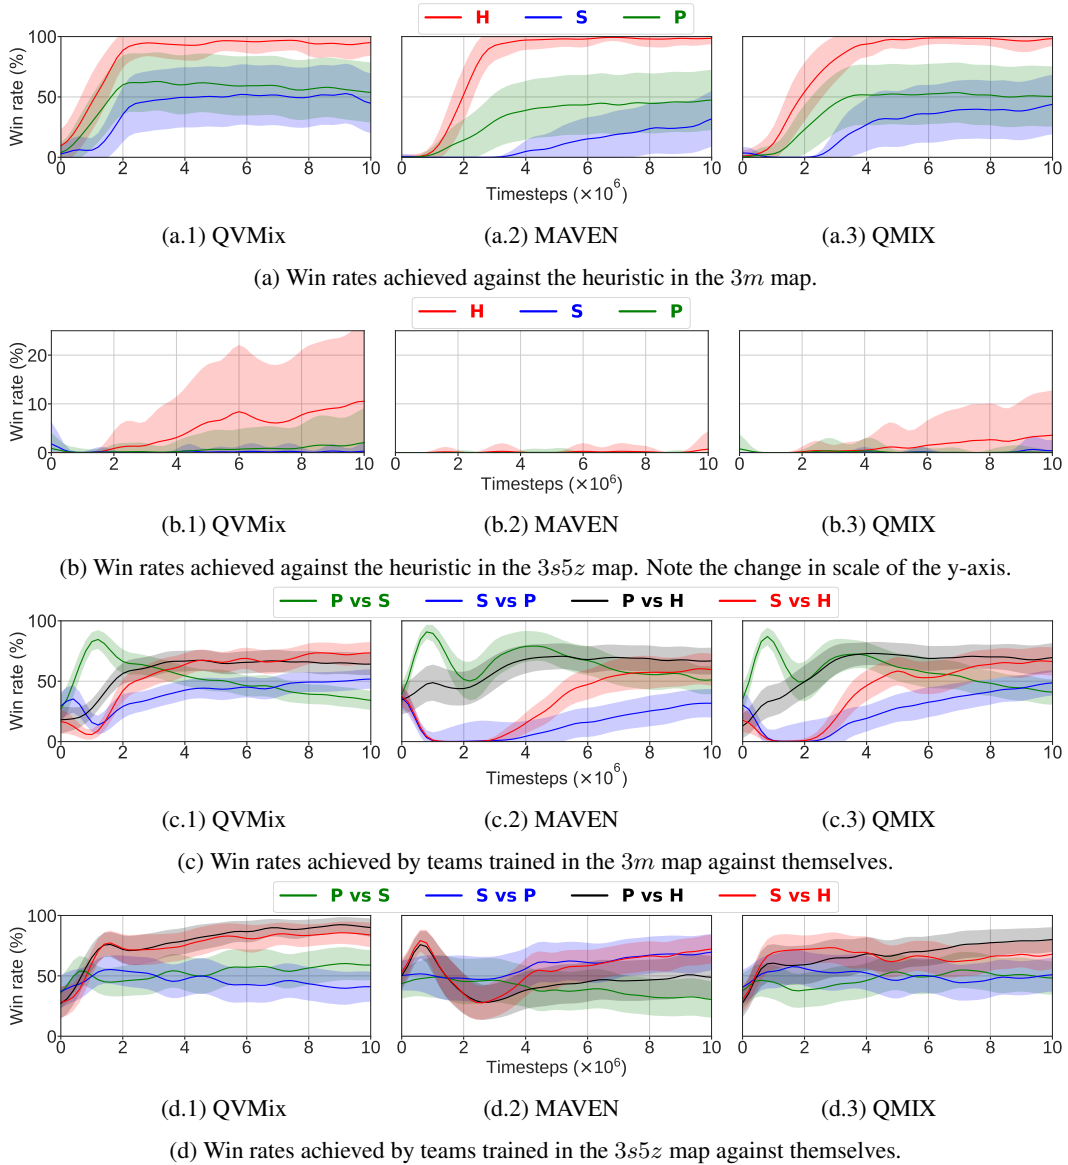 H S P
100
50
0
Win rate (%)
0 2 4 6 8 10
0 2 4 6 8 10
0 2 4 6 8 10
Timesteps (×10^6)
(a.1) QVMix
(a.2) MAVEN
(a.3) QMIX
(a) Win rates achieved against the heuristic in the 3m map.
H S P
20
10
0
Win rate (%)
0 2 4 6 8 10
0 2 4 6 8 10
0 2 4 6 8 10
Timesteps (×10^6)
(b.1) QVMix
(b.2) MAVEN
(b.3) QMIX
(b) Win rates achieved against the heuristic in the 3s5z map. Note the change in scale of the y-axis.
P vs S S vs P P vs H S vs H
100
50
0
Win rate (%)
0 2 4 6 8 10
0 2 4 6 8 10
0 2 4 6 8 10
Timesteps (×10^6)
(c.1) QVMix
(c.2) MAVEN
(c.3) QMIX
(c) Win rates achieved by teams trained in the 3m map against themselves.
P vs S S vs P P vs H S vs H
100
50
0
Win rate (%)
0 2 4 6 8 10
0 2 4 6 8 10
0 2 4 6 8 10
Timesteps (×10^6)
(d.1) QVMix
(d.2) MAVEN
(d.3) QMIX
(d) Win rates achieved by teams trained in the 3s5z map against themselves.